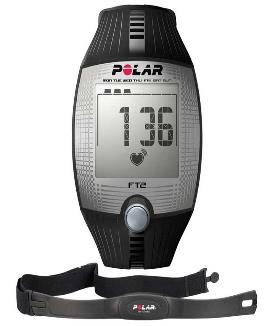 POLAR
MON TUE WED THU FRI SAT SUN
136
FT2
POLAR